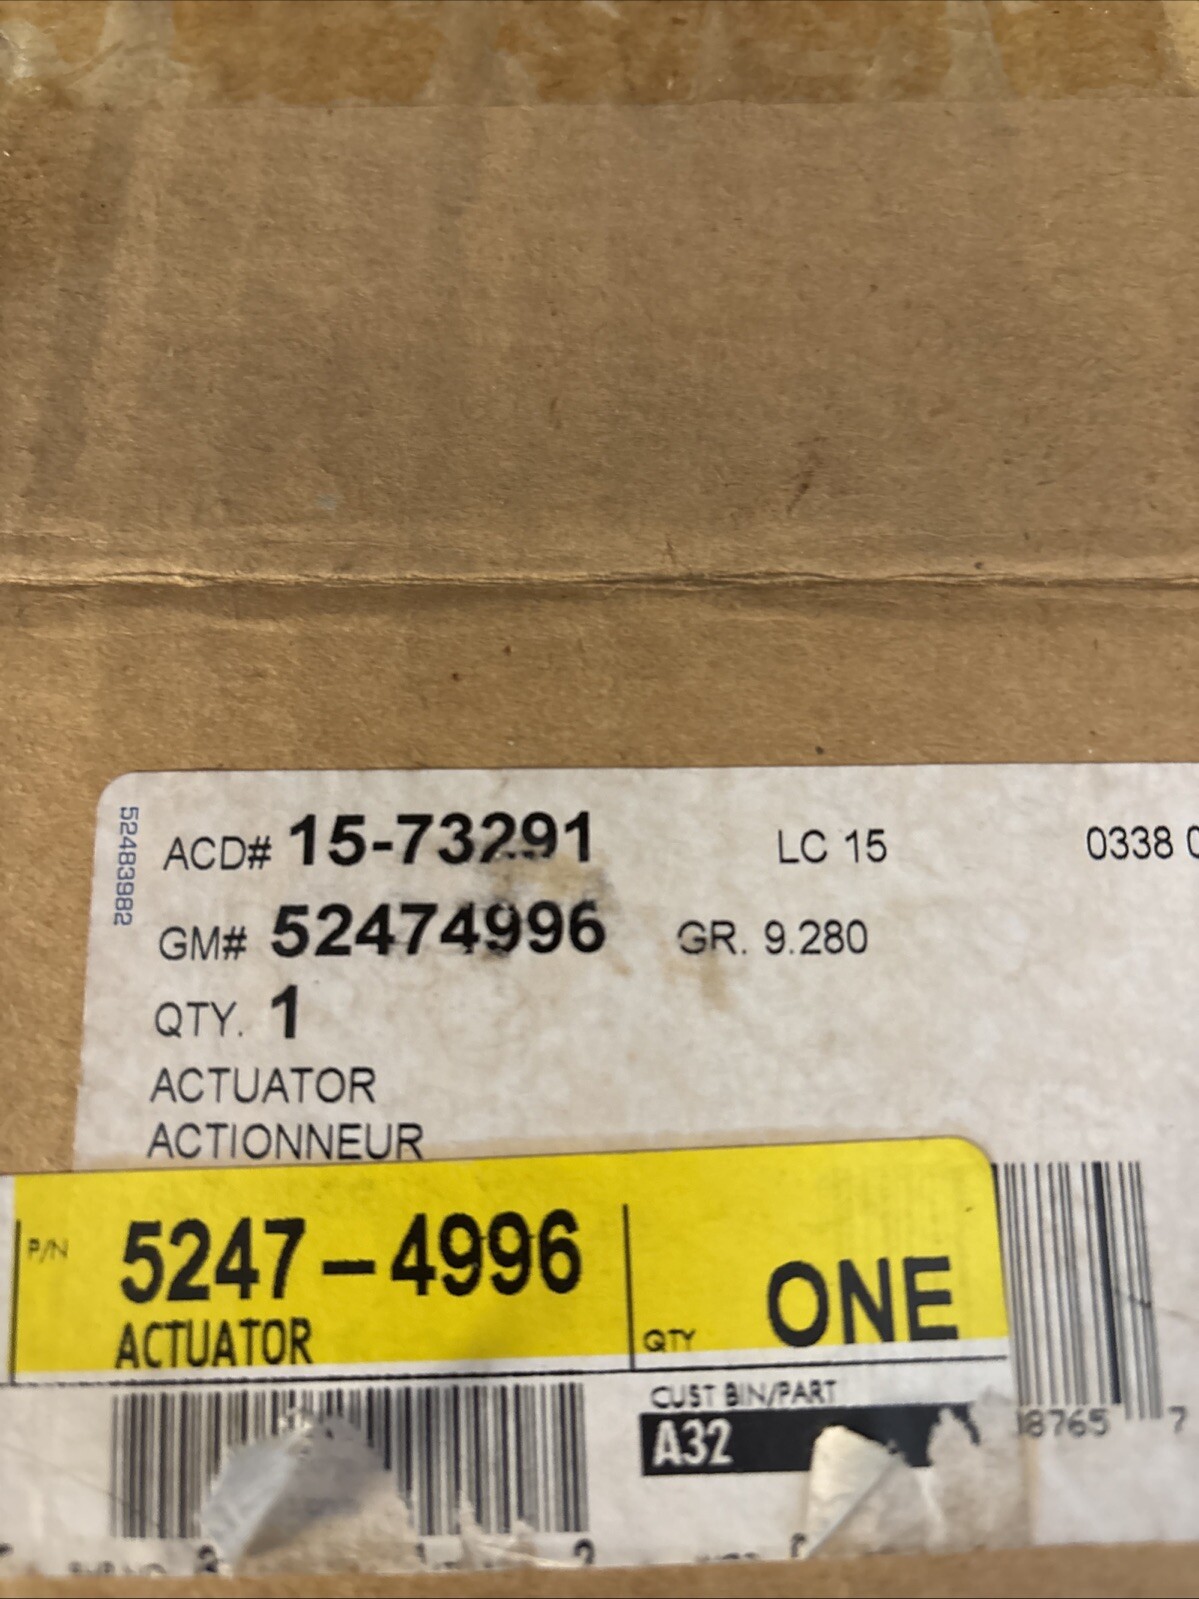 52483982
ACD# 15-73291 LC 15 0338
GM# 52474996 GR. 9.280
QTY. 1
ACTUATOR
ACTIONNEUR
P/N 5247-4996 QTY ONE
ACTUATOR
CUST BIN/PART
A32
8765 7